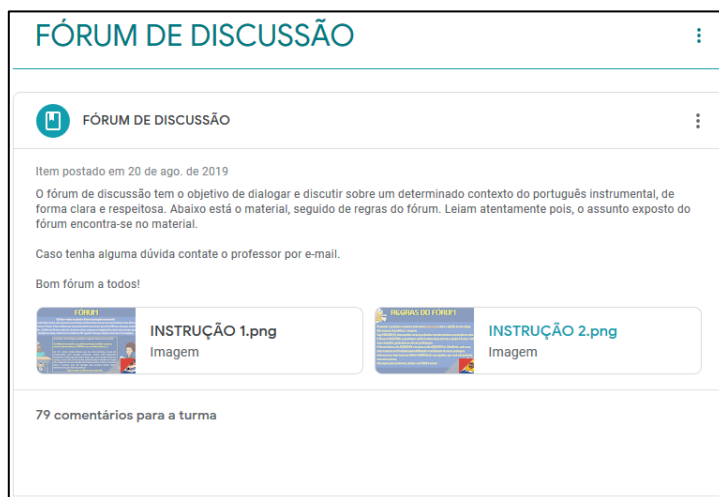 FÓRUM DE DISCUSSÃO
FÓRUM DE DISCUSSÃO
Item postado em 20 de ago. de 2019
O fórum de discussão tem o objetivo de dialogar e discutir sobre um determinado contexto do português instrumental, de
forma clara e respeitosa. Abaixo está o material, seguido de regras do fórum. Leiam atentamente pois, o assunto exposto do
fórum encontra-se no material.
Caso tenha alguma dúvida contate o professor por e-mail.
Bom fórum a todos!
FÓRUM
INSTRUÇÃO 1.png
Imagem
REGRAS DO FÓRUM
INSTRUÇÃO 2.png
Imagem
79 comentários para a turma